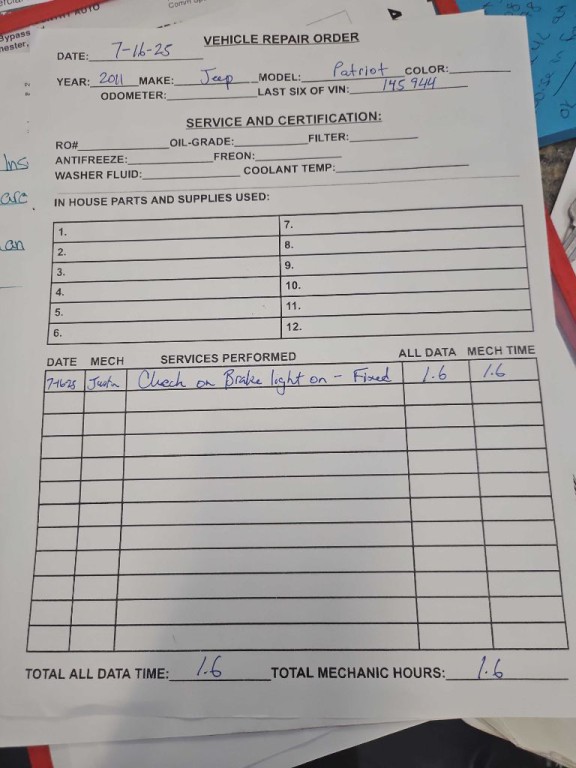 VEHICLE REPAIR ORDER
DATE: 7-16-25
YEAR: 2011 MAKE: Jeep MODEL: Patriot COLOR:
ODOMETER: LAST SIX OF VIN: 145944
SERVICE AND CERTIFICATION:
RO# OIL-GRADE: FILTER:
ANTIFREEZE: FREON:
WASHER FLUID: COOLANT TEMP:
IN HOUSE PARTS AND SUPPLIES USED:
1. 7.
2. 8.
3. 9.
4. 10.
5. 11.
6. 12.
DATE MECH SERVICES PERFORMED ALL DATA MECH TIME
7-16-25 Justin Check on Brake light on - Fixed 1.6 1.6
TOTAL ALL DATA TIME: 1.6 TOTAL MECHANIC HOURS: 1.6
Ins
are
an